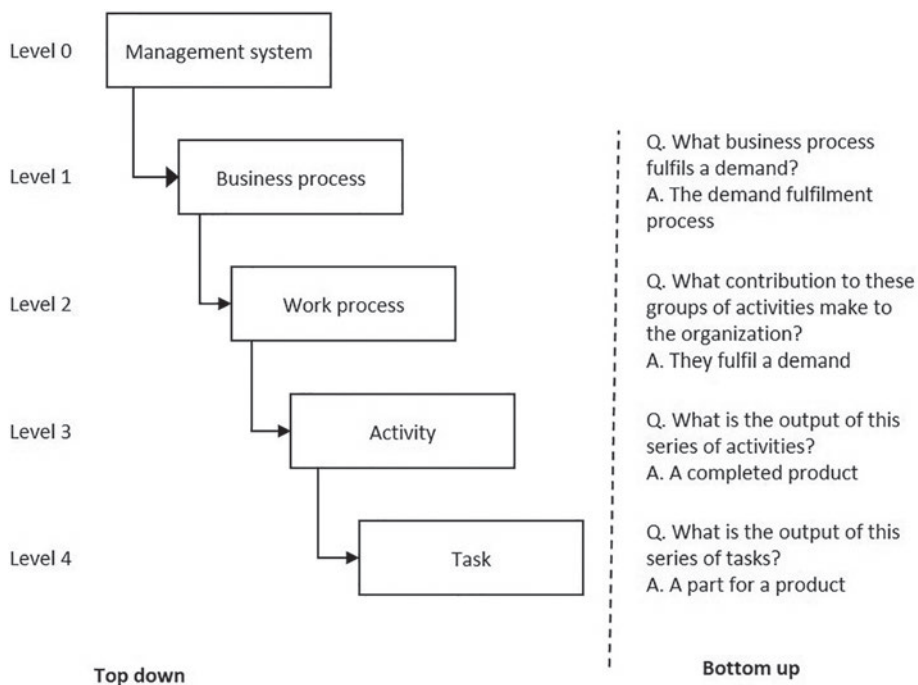 Level 0
Management system
Level 1
Business process
Q. What business process
fulfils a demand?
A. The demand fulfilment
process
Level 2
Work process
Q. What contribution to these
groups of activities make to
the organization?
A. They fulfil a demand
Level 3
Activity
Q. What is the output of this
series of activities?
A. A completed product
Level 4
Task
Q. What is the output of this
series of tasks?
A. A part for a product
Top down
Bottom up